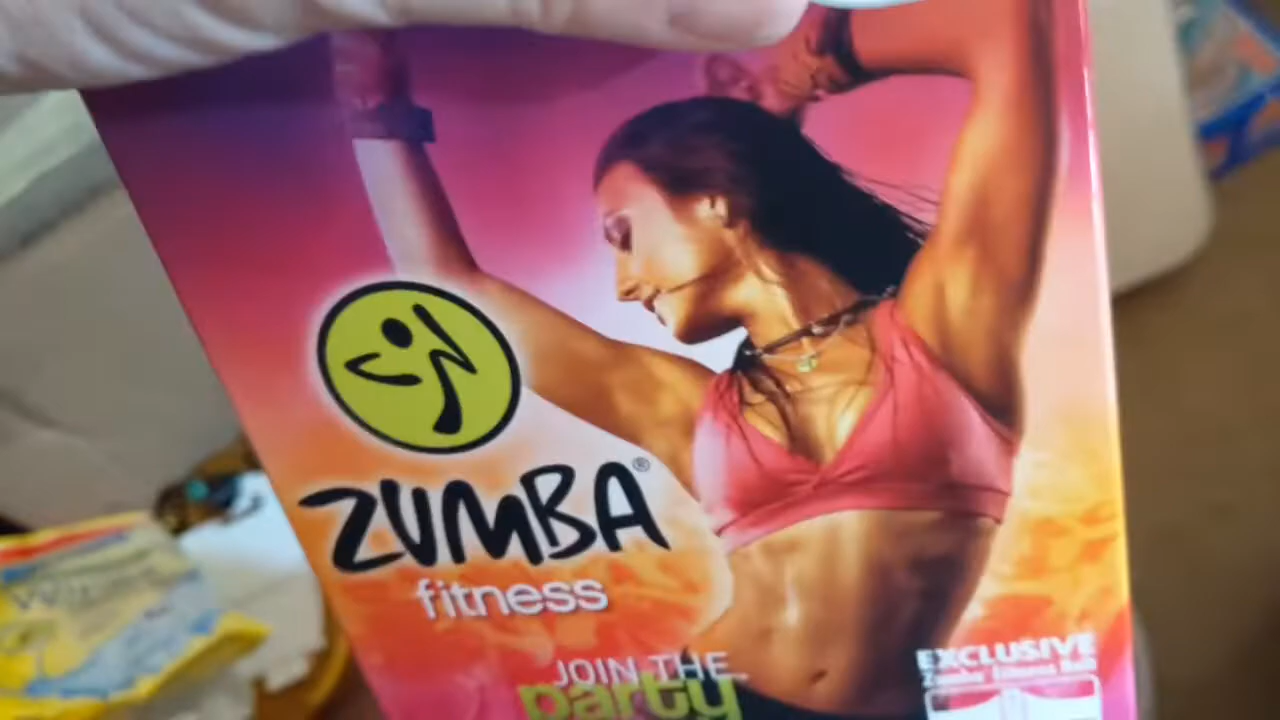 ZUMBA®
fitness
JOIN THE
party
EXCLUSIVE
Zumba Fitness Belt